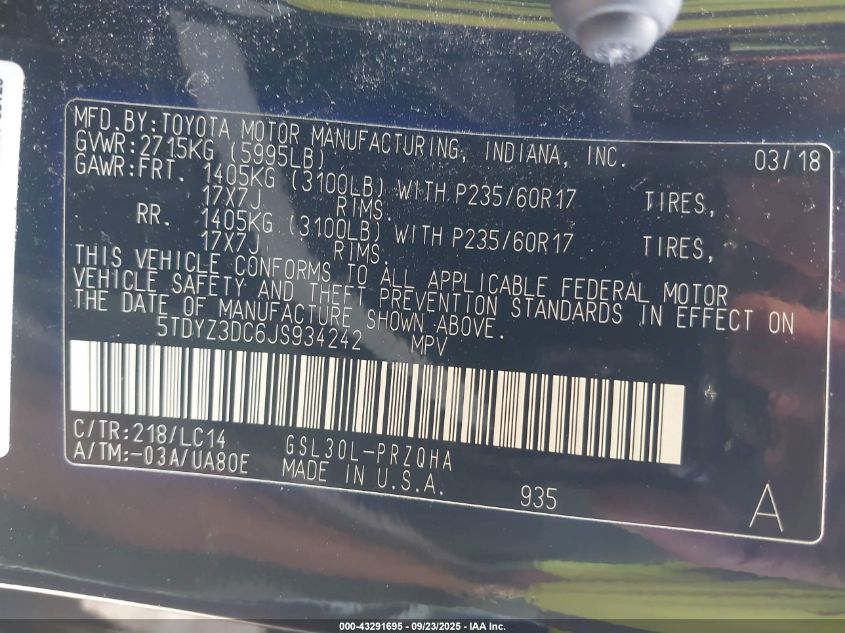 MFD.BY:TOYOTA MOTOR MANUFACTURING, INDIANA, INC. 03/18
GVWR:2715KG (5995LB)
GAWR:FRT. 1405KG (3100LB) WITH P235/60R17 TIRES,
17X7J RIMS.
RR. 1405KG (3100LB) WITH P235/60R17 TIRES,
17X7J RIMS.
THIS VEHICLE CONFORMS TO ALL APPLICABLE FEDERAL MOTOR
VEHICLE SAFETY AND THEFT PREVENTION STANDARDS IN EFFECT ON
THE DATE OF MANUFACTURE SHOWN ABOVE.
5TDYZ3DC6JS934242 MPV
C/TR:218/LC14 GSL30L-PRZQHA
A/TM:-03A/UA80E MADE IN U.S.A. 935 A
000-43291695 - 09/23/2025 - IAA Inc.